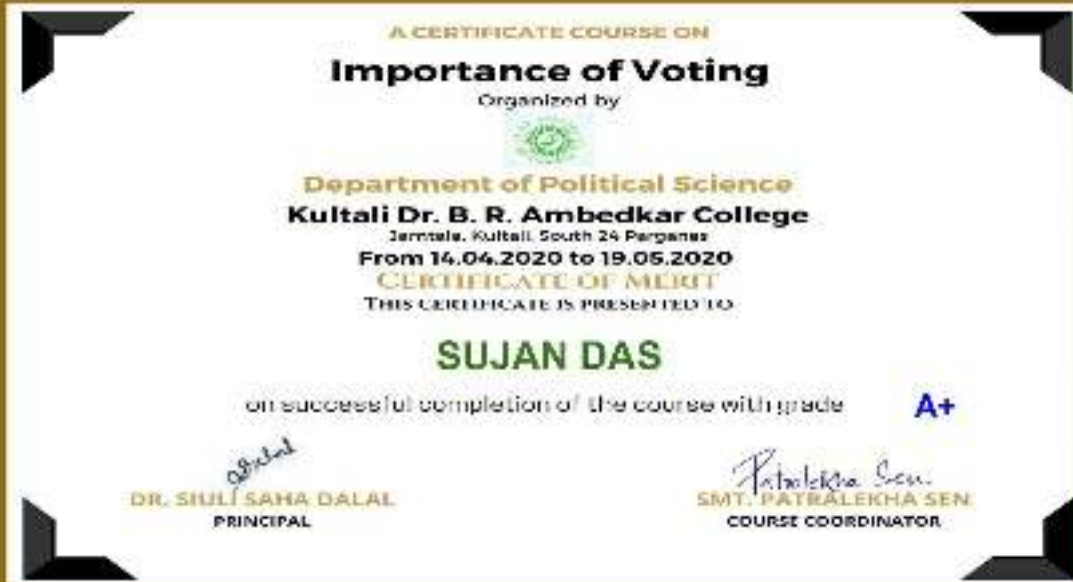 A CERTIFICATE COURSE ON
Importance of Voting
Organized by
Department of Political Science
Kultali Dr. B. R. Ambedkar College
Jamtala, Kultali, South 24 Parganas
From 14.04.2020 to 19.05.2020
CERTIFICATE OF MERIT
THIS CERTIFICATE IS PRESENTED TO
SUJAN DAS
on successful completion of the course with grade A+
Patralekha Sen.
DR. SIULI SAHA DALAL
SMT. PATRALEKHA SEN
PRINCIPAL
COURSE COORDINATOR